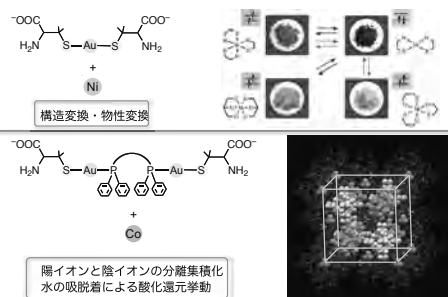 ⁻OOC COO⁻
S—Au—S
H₂N NH₂
+
Ni
構造変換・物性変換
⁻OOC COO⁻
S—Au—P P—Au—S
H₂N NH₂
+
Co
陽イオンと陰イオンの分離集積化
水の吸脱着による酸化還元挙動